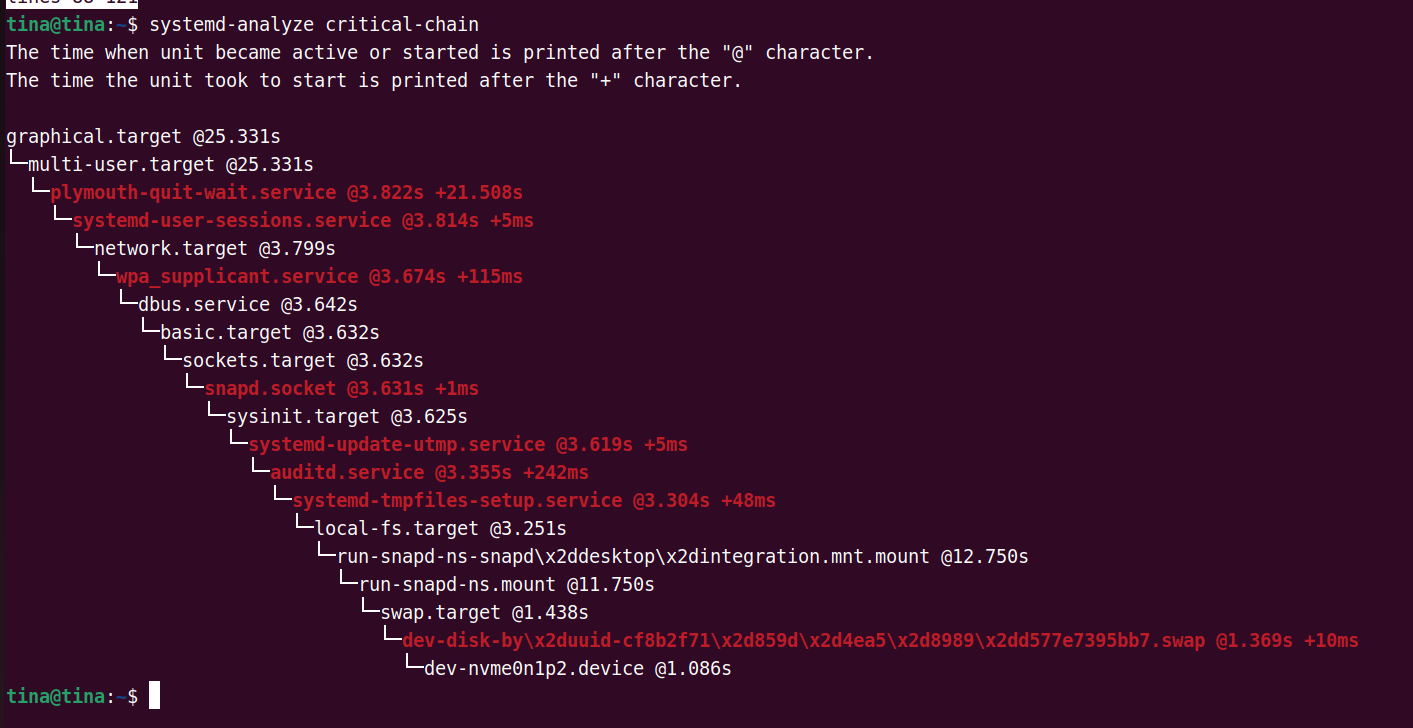 lines 88-121
tina@tina:~$ systemd-analyze critical-chain
The time when unit became active or started is printed after the "@" character.
The time the unit took to start is printed after the "+" character.
graphical.target @25.331s
└─multi-user.target @25.331s
└─plymouth-quit-wait.service @3.822s +21.508s
└─systemd-user-sessions.service @3.814s +5ms
└─network.target @3.799s
└─wpa_supplicant.service @3.674s +115ms
└─dbus.service @3.642s
└─basic.target @3.632s
└─sockets.target @3.632s
└─snapd.socket @3.631s +1ms
└─sysinit.target @3.625s
└─systemd-update-utmp.service @3.619s +5ms
└─auditd.service @3.355s +242ms
└─systemd-tmpfiles-setup.service @3.304s +48ms
└─local-fs.target @3.251s
└─run-snapd-ns-snapd\x2ddesktop\x2dintegration.mnt.mount @12.750s
└─run-snapd-ns.mount @11.750s
└─swap.target @1.438s
└─dev-disk-by\x2duuid-cf8b2f71\x2d859d\x2d4ea5\x2d8989\x2dd577e7395bb7.swap @1.369s +10ms
└─dev-nvme0n1p2.device @1.086s
tina@tina:~$